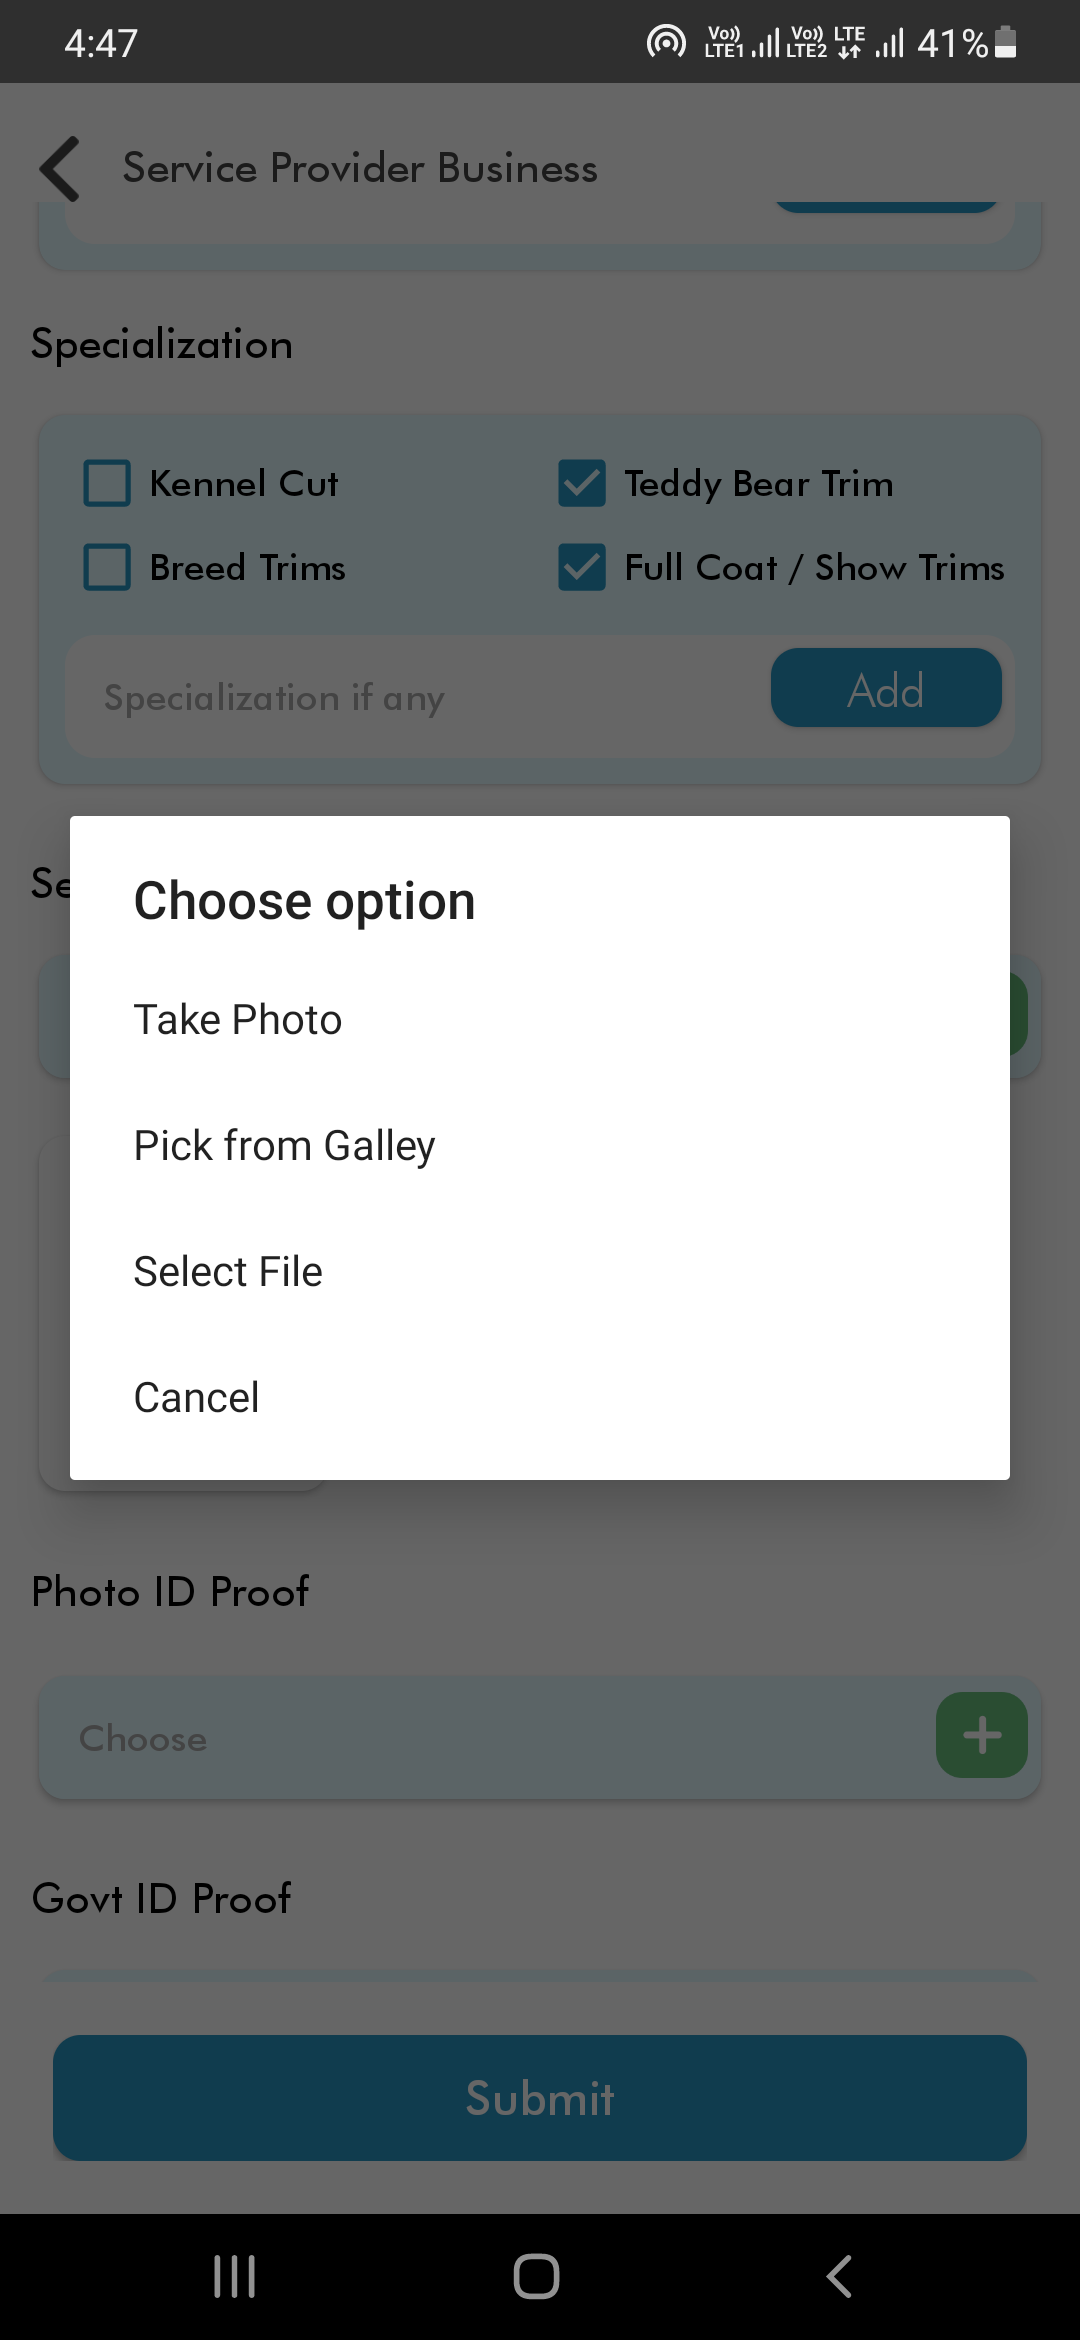 4:47
Vo)) LTE1 Vo)) LTE2 LTE 41%
Service Provider Business
Specialization
Kennel Cut
Teddy Bear Trim
Breed Trims
Full Coat / Show Trims
Specialization if any
Add
Se
Choose option
Take Photo
Pick from Galley
Select File
Cancel
Photo ID Proof
Choose
Govt ID Proof
Submit